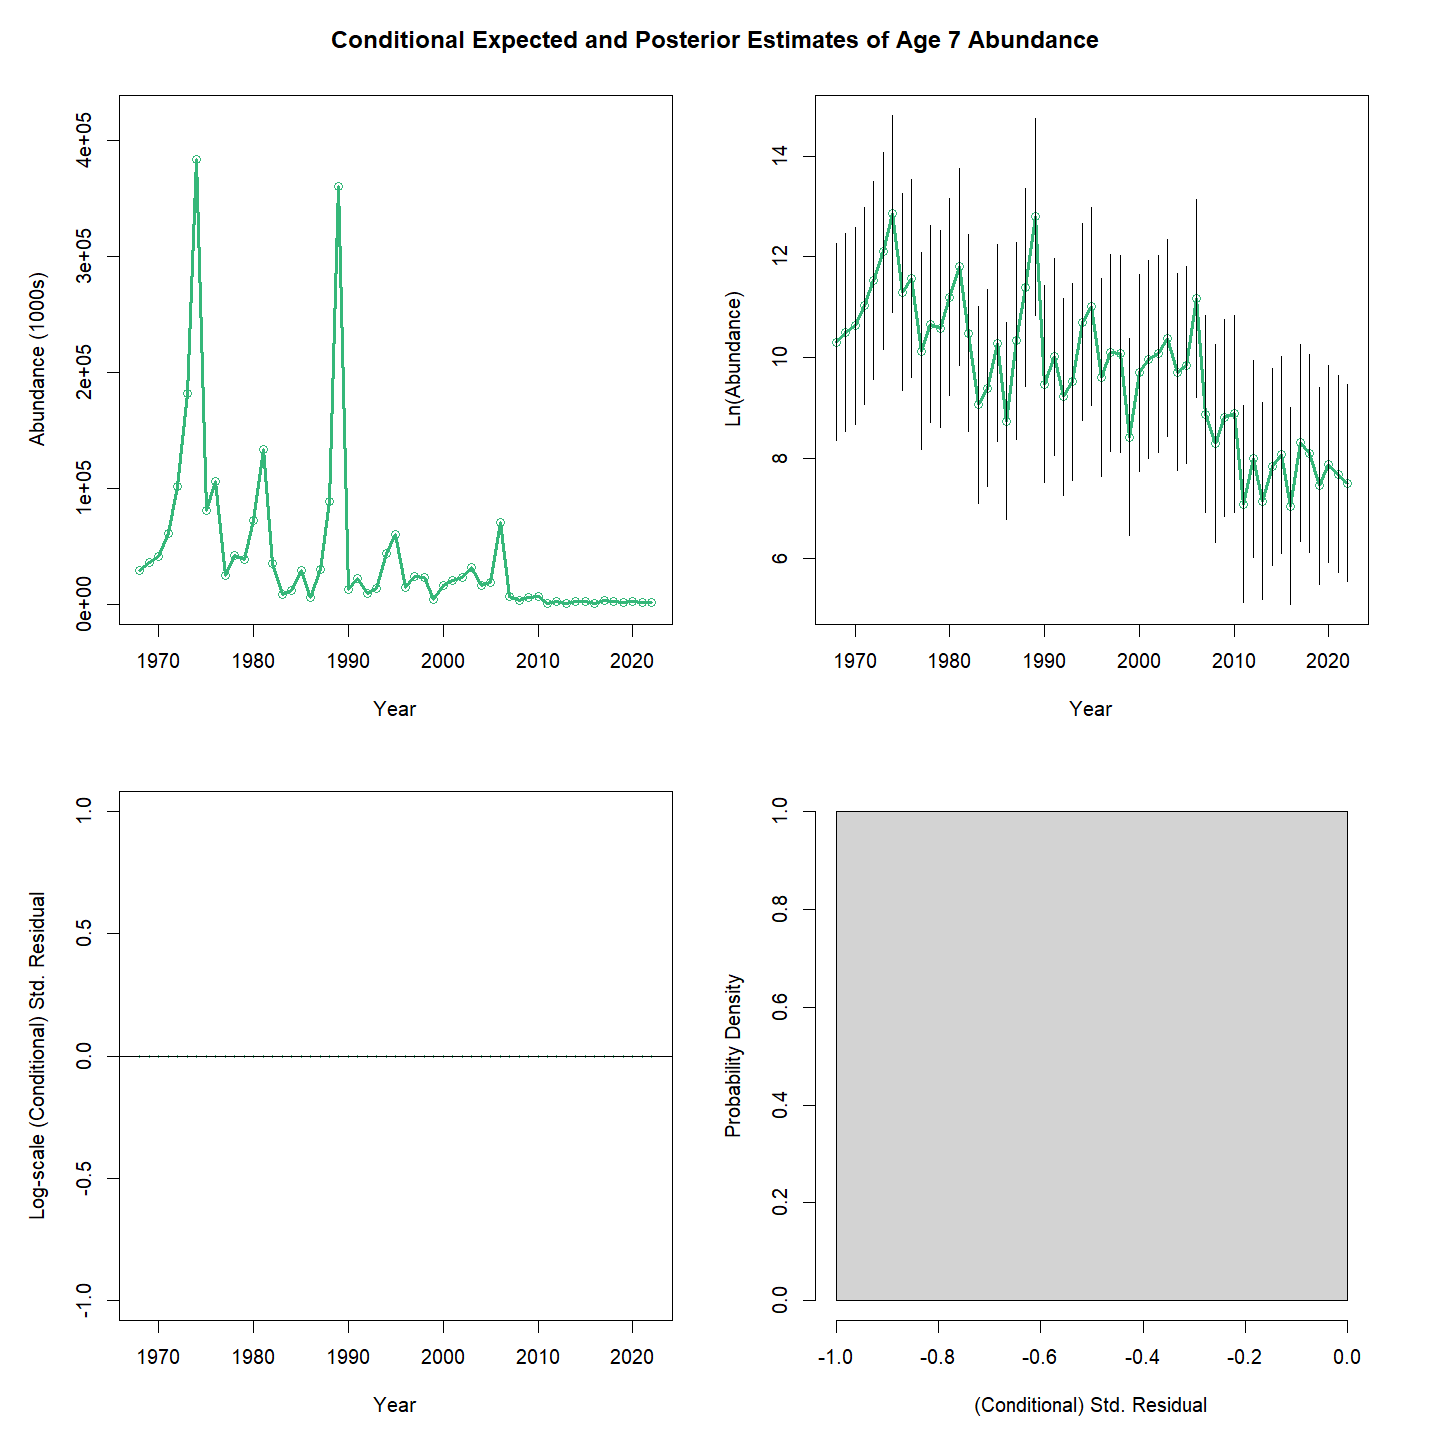 Conditional Expected and Posterior Estimates of Age 7 Abundance
Abundance (1000s)
4e+05
3e+05
2e+05
1e+05
0e+00
1970 1980 1990 2000 2010 2020
Year
Ln(Abundance)
14
12
10
8
6
1970 1980 1990 2000 2010 2020
Year
Log-scale (Conditional) Std. Residual
1.0
0.5
0.0
-0.5
-1.0
1970 1980 1990 2000 2010 2020
Year
Probability Density
1.0
0.8
0.6
0.4
0.2
0.0
-1.0 -0.8 -0.6 -0.4 -0.2 0.0
(Conditional) Std. Residual